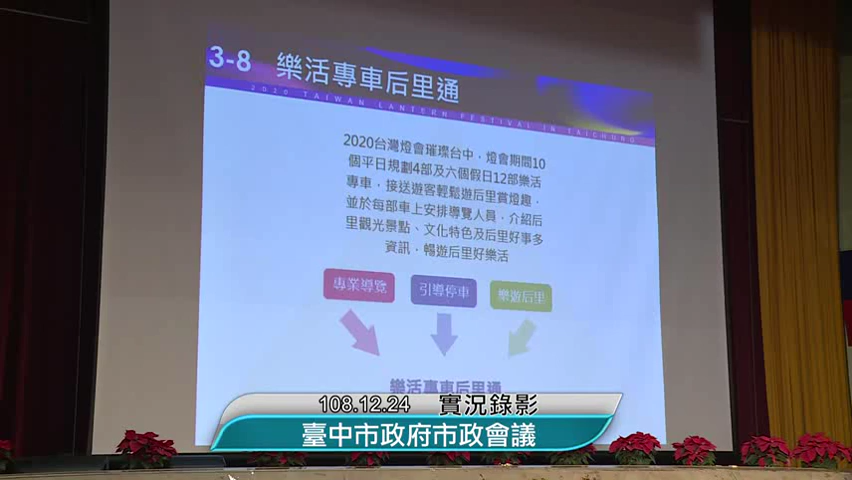 3-8 樂活專車后里通
2020 TAIWAN LANTERN FESTIVAL IN TAICHUNG
2020台灣燈會璀璨台中，燈會期間10
個平日規劃4部及六個假日12部樂活
專車，接送遊客輕鬆遊后里賞燈趣，
並於每部車上安排導覽人員，介紹后
里觀光景點、文化特色及后里好事多
資訊，暢遊后里好樂活
專業導覽 引導停車 樂遊后里
樂活專車后里通
108.12.24 實況錄影
臺中市政府市政會議